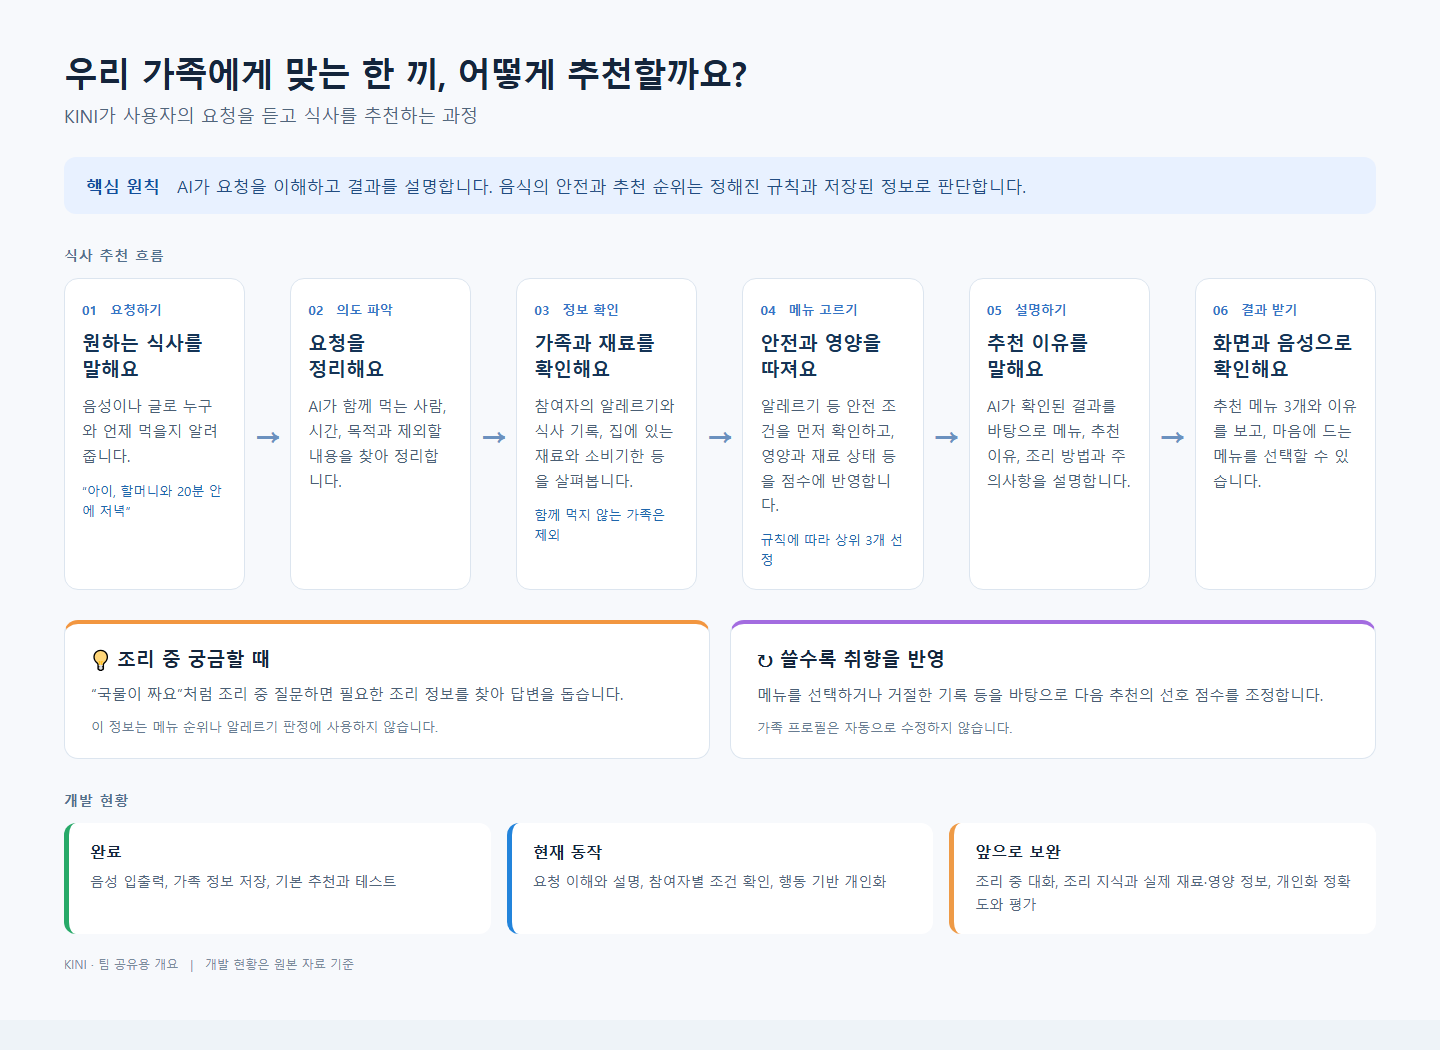 우리 가족에게 맞는 한 끼, 어떻게 추천할까요?
KINI가 사용자의 요청을 듣고 식사를 추천하는 과정
핵심 원칙 AI가 요청을 이해하고 결과를 설명합니다. 음식의 안전과 추천 순위는 정해진 규칙과 저장된 정보로 판단합니다.
식사 추천 흐름
01 요청하기
원하는 식사를
말해요
음성이나 글로 누구
와 언제 먹을지 알려
줍니다.
“아이, 할머니와 20분 안
에 저녁”
→
02 의도 파악
요청을
정리해요
AI가 함께 먹는 사람,
시간, 목적과 제외할
내용을 찾아 정리합
니다.
→
03 정보 확인
가족과 재료를
확인해요
참여자의 알레르기와
식사 기록, 집에 있는
재료와 소비기한 등
을 살펴봅니다.
함께 먹지 않는 가족은
제외
→
04 메뉴 고르기
안전과 영양을
따져요
알레르기 등 안전 조
건을 먼저 확인하고,
영양과 재료 상태 등
을 점수에 반영합니
다.
규칙에 따라 상위 3개 선
정
→
05 설명하기
추천 이유를
말해요
AI가 확인된 결과를
바탕으로 메뉴, 추천
이유, 조리 방법과 주
의사항을 설명합니다.
→
06 결과 받기
화면과 음성으로
확인해요
추천 메뉴 3개와 이유
를 보고, 마음에 드는
메뉴를 선택할 수 있
습니다.
💡 조리 중 궁금할 때
“국물이 짜요”처럼 조리 중 질문하면 필요한 조리 정보를 찾아 답변을 돕습니다.
이 정보는 메뉴 순위나 알레르기 판정에 사용하지 않습니다.
↻ 쓸수록 취향을 반영
메뉴를 선택하거나 거절한 기록 등을 바탕으로 다음 추천의 선호 점수를 조정합니다.
가족 프로필은 자동으로 수정하지 않습니다.
개발 현황
완료
음성 입출력, 가족 정보 저장, 기본 추천과 테스트
현재 동작
요청 이해와 설명, 참여자별 조건 확인, 행동 기반 개인화
앞으로 보완
조리 중 대화, 조리 지식과 실제 재료·영양 정보, 개인화 정확
도와 평가
KINI · 팀 공유용 개요 | 개발 현황은 원본 자료 기준